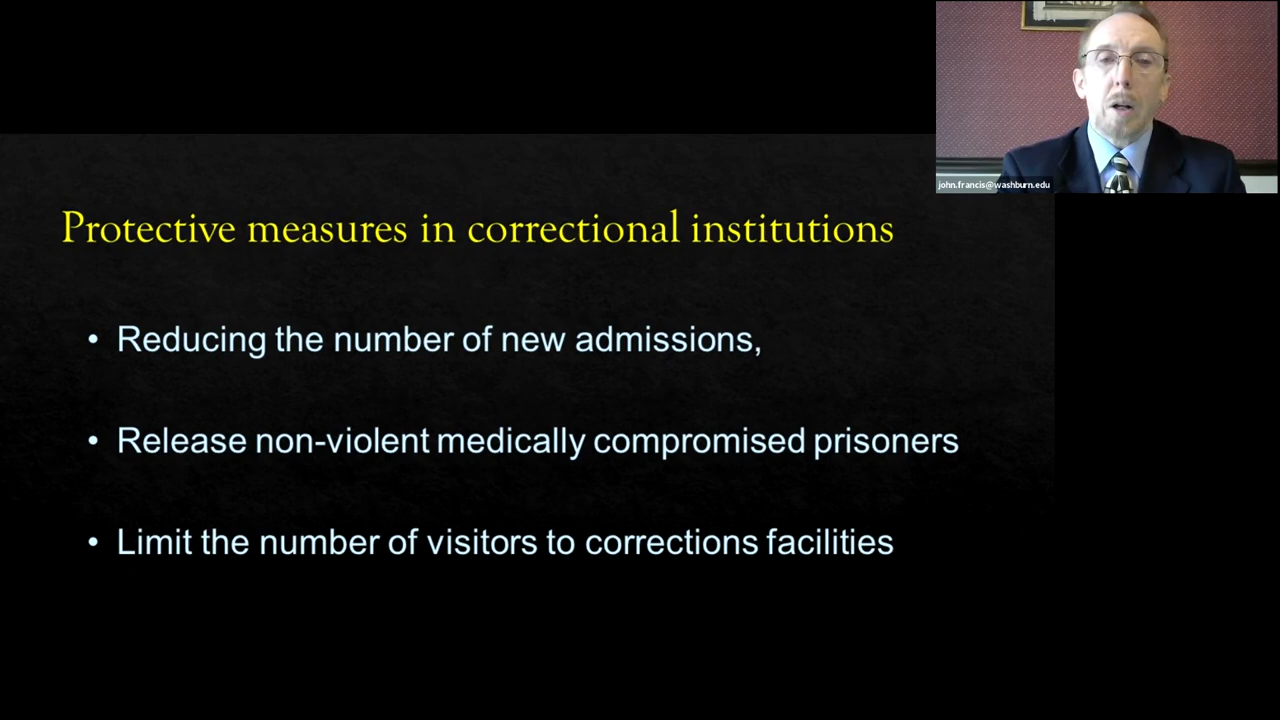 john.francis@washburn.edu
Protective measures in correctional institutions
• Reducing the number of new admissions,
• Release non-violent medically compromised prisoners
• Limit the number of visitors to corrections facilities